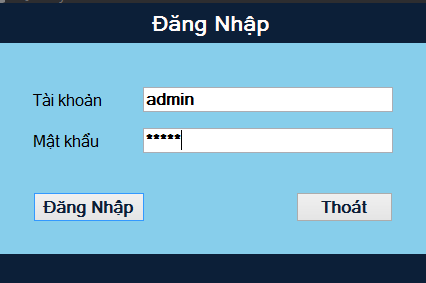 Đăng Nhập
Tài khoản admin
Mật khẩu *****
Đăng Nhập Thoát